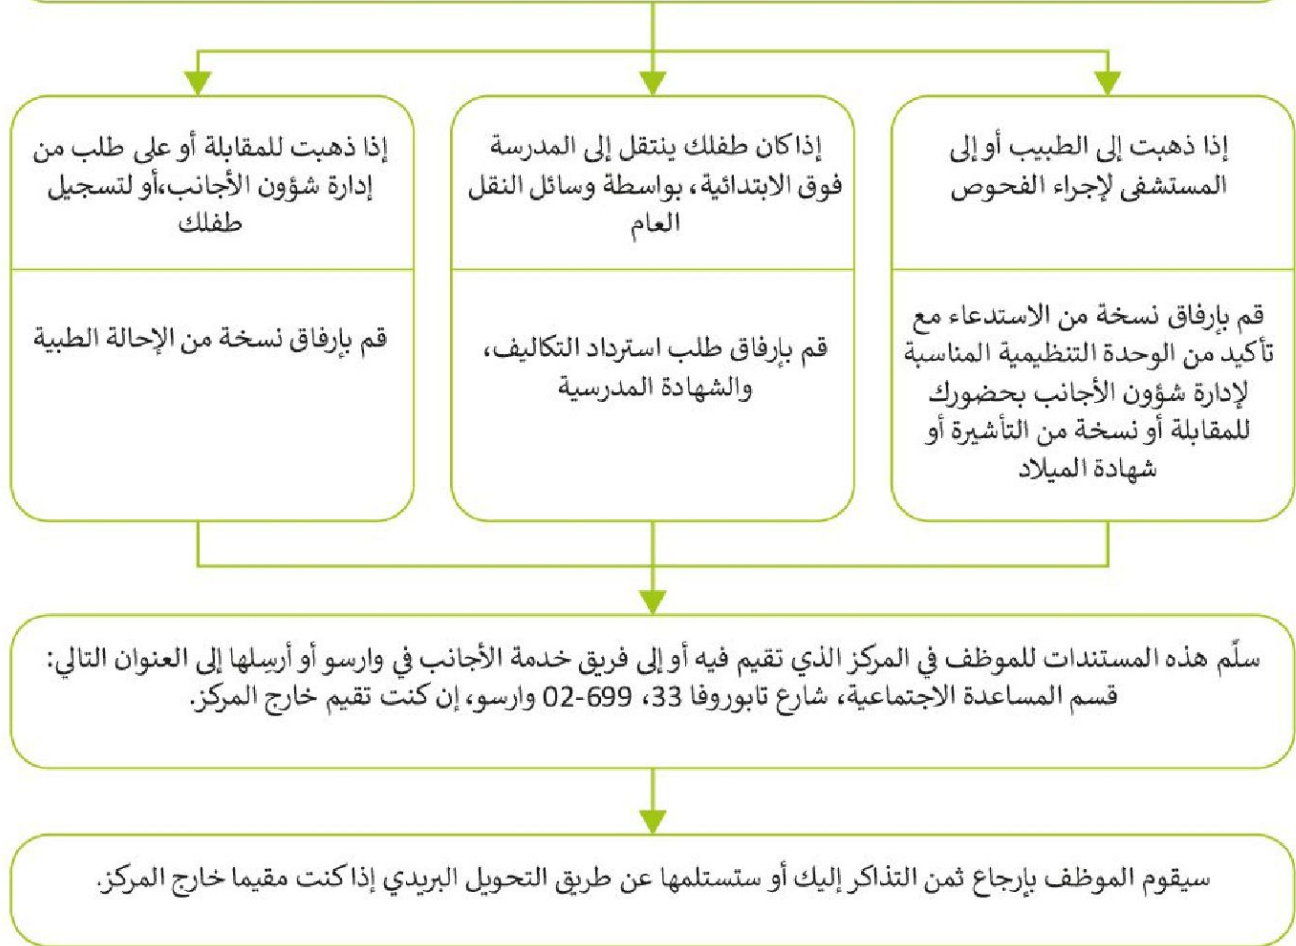 إذا ذهبت إلى الطبيب أو إلى
المستشفى لإجراء الفحوص
قم بإرفاق نسخة من الاستدعاء مع
تأكيد من الوحدة التنظيمية المناسبة
لإدارة شؤون الأجانب بحضورك
للمقابلة أو نسخة من التأشيرة أو
شهادة الميلاد
إذا كان طفلك ينتقل إلى المدرسة
فوق الابتدائية، بواسطة وسائل النقل
العام
قم بإرفاق طلب استرداد التكاليف،
والشهادة المدرسية
إذا ذهبت للمقابلة أو على طلب من
إدارة شؤون الأجانب،أو لتسجيل
طفلك
قم بإرفاق نسخة من الإحالة الطبية
سلّم هذه المستندات للموظف في المركز الذي تقيم فيه أو إلى فريق خدمة الأجانب في وارسو أو أرسِلها إلى العنوان التالي:
قسم المساعدة الاجتماعية، شارع تابوروفا 33، 699-02 وارسو، إن كنت تقيم خارج المركز.
سيقوم الموظف بإرجاع ثمن التذاكر إليك أو ستستلمها عن طريق التحويل البريدي إذا كنت مقيما خارج المركز.